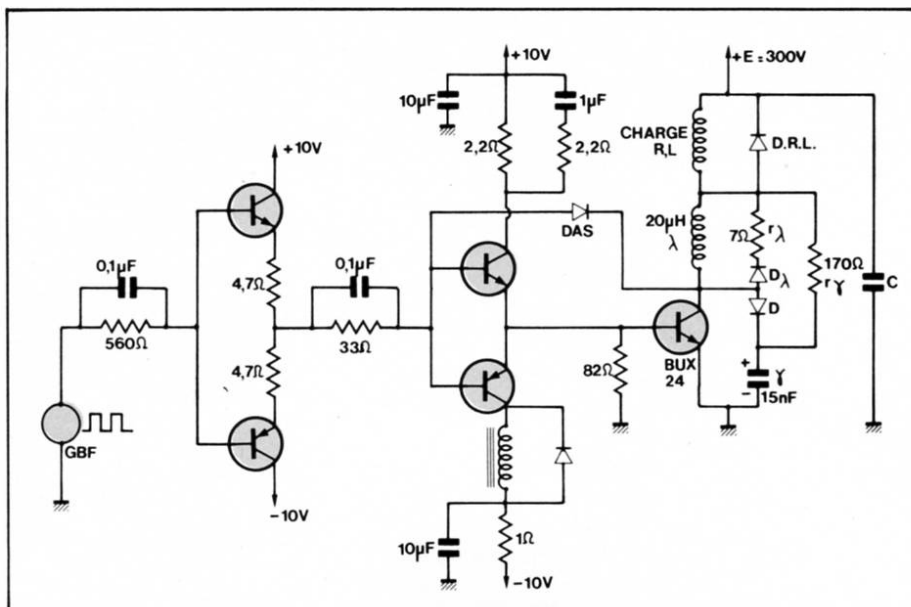 +10V
+E = 300V
10µF
1µF
2,2Ω
2,2Ω
CHARGE
R,L
D.R.L.
+10V
0,1µF
560Ω
4,7Ω
4,7Ω
0,1µF
33Ω
DAS
20µH
λ
7Ω
rλ
Dλ
D
170Ω
rγ
C
82Ω
BUX
24
+
-
γ
15nF
GBF
-10V
10µF
1Ω
-10V